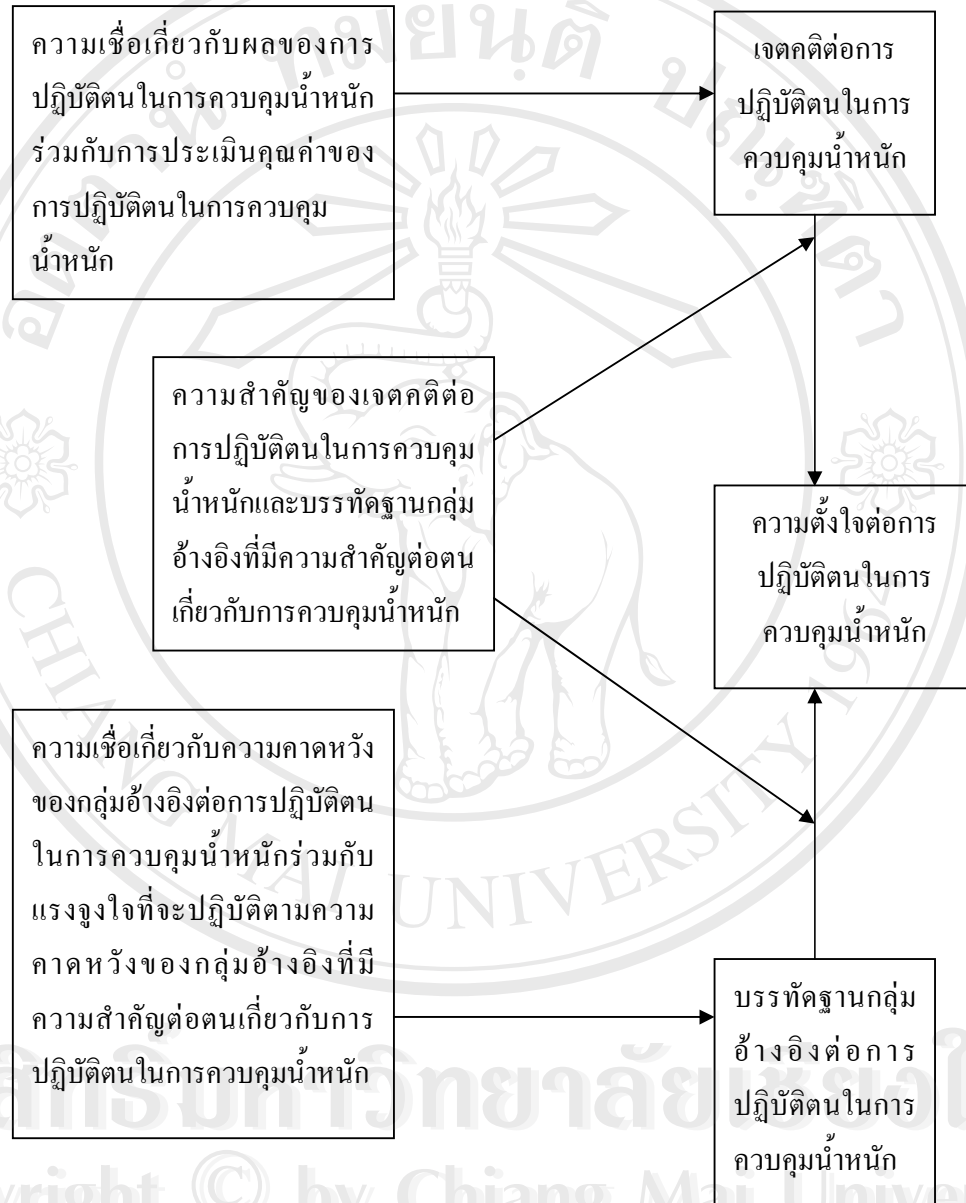 ความเชื่อเกี่ยวกับผลของการ
ปฏิบัติตนในการควบคุมน้ำหนัก
ร่วมกับการประเมินคุณค่าของ
การปฏิบัติตนในการควบคุม
น้ำหนัก
เจตคติต่อการ
ปฏิบัติตนในการ
ควบคุมน้ำหนัก
ความสำคัญของเจตคติต่อ
การปฏิบัติตนในการควบคุม
น้ำหนักและบรรทัดฐานกลุ่ม
อ้างอิงที่มีความสำคัญต่อตน
เกี่ยวกับการควบคุมน้ำหนัก
ความตั้งใจต่อการ
ปฏิบัติตนในการ
ควบคุมน้ำหนัก
ความเชื่อเกี่ยวกับความคาดหวัง
ของกลุ่มอ้างอิงต่อการปฏิบัติตน
ในการควบคุมน้ำหนักร่วมกับ
แรงจูงใจที่จะปฏิบัติตามความ
คาดหวังของกลุ่มอ้างอิงที่มี
ความสำคัญต่อตนเกี่ยวกับการ
ปฏิบัติตนในการควบคุมน้ำหนัก
บรรทัดฐานกลุ่ม
อ้างอิงต่อการ
ปฏิบัติตนในการ
ควบคุมน้ำหนัก
CHIANG MAI UNIVERSITY 196
by Chiang Mai